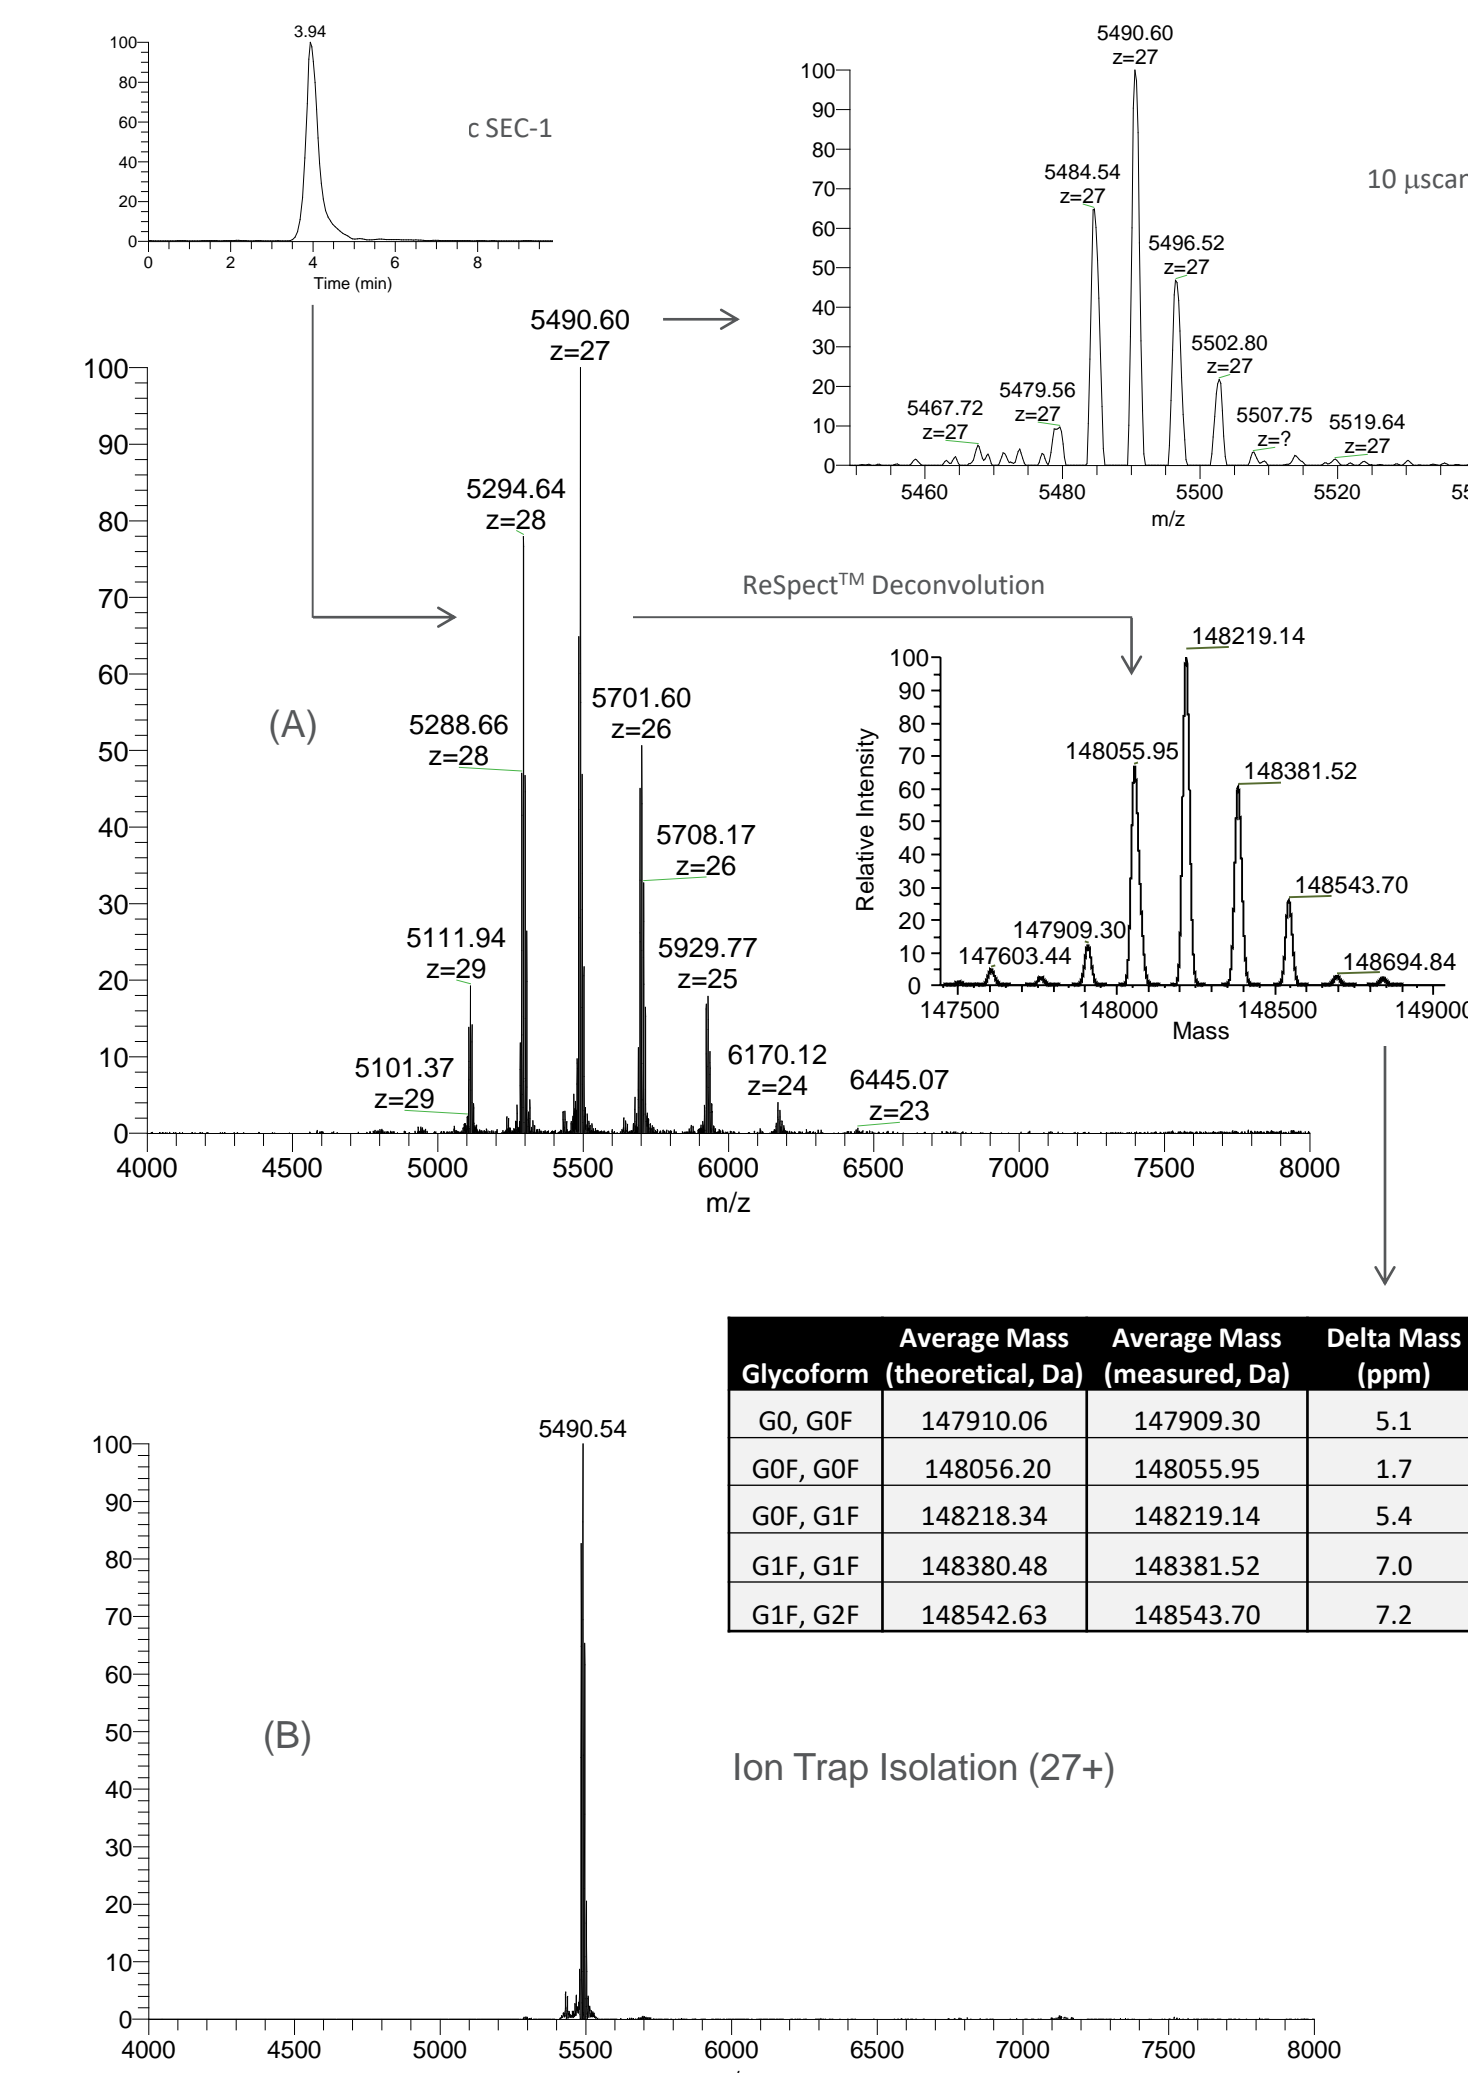 3.94
100
80
60
40
20
0
0 2 4 6 8
Time (min)
c SEC-1
5490.60
z=27
100
90
80
70
60
50
40
30
20
10
0
5484.54
z=27
10 μscan
5496.52
z=27
5502.80
z=27
5467.72
z=27
5479.56
z=27
5507.75
z=?
5519.64
z=27
5460 5480 5500 5520 55
m/z
5490.60
z=27
100
90
80
70
60
50
40
30
20
10
0
5294.64
z=28
5288.66
z=28
5701.60
z=26
5708.17
z=26
5111.94
z=29
5929.77
z=25
5101.37
z=29
6170.12
z=24
6445.07
z=23
(A)
4000 4500 5000 5500 6000 6500 7000 7500 8000
m/z
ReSpect™ Deconvolution
148219.14
100
90
80
70
60
50
40
30
20
10
0
Relative Intensity
148055.95
148381.52
148543.70
147909.30
147603.44
148694.84
147500 148000 148500 149000
Mass
Glycoform Average Mass (theoretical, Da) Average Mass (measured, Da) Delta Mass (ppm)
G0, G0F 147910.06 147909.30 5.1
G0F, G0F 148056.20 148055.95 1.7
G0F, G1F 148218.34 148219.14 5.4
G1F, G1F 148380.48 148381.52 7.0
G1F, G2F 148542.63 148543.70 7.2
5490.54
100
90
80
70
60
50
40
30
20
10
0
(B)
Ion Trap Isolation (27+)
4000 4500 5000 5500 6000 6500 7000 7500 8000